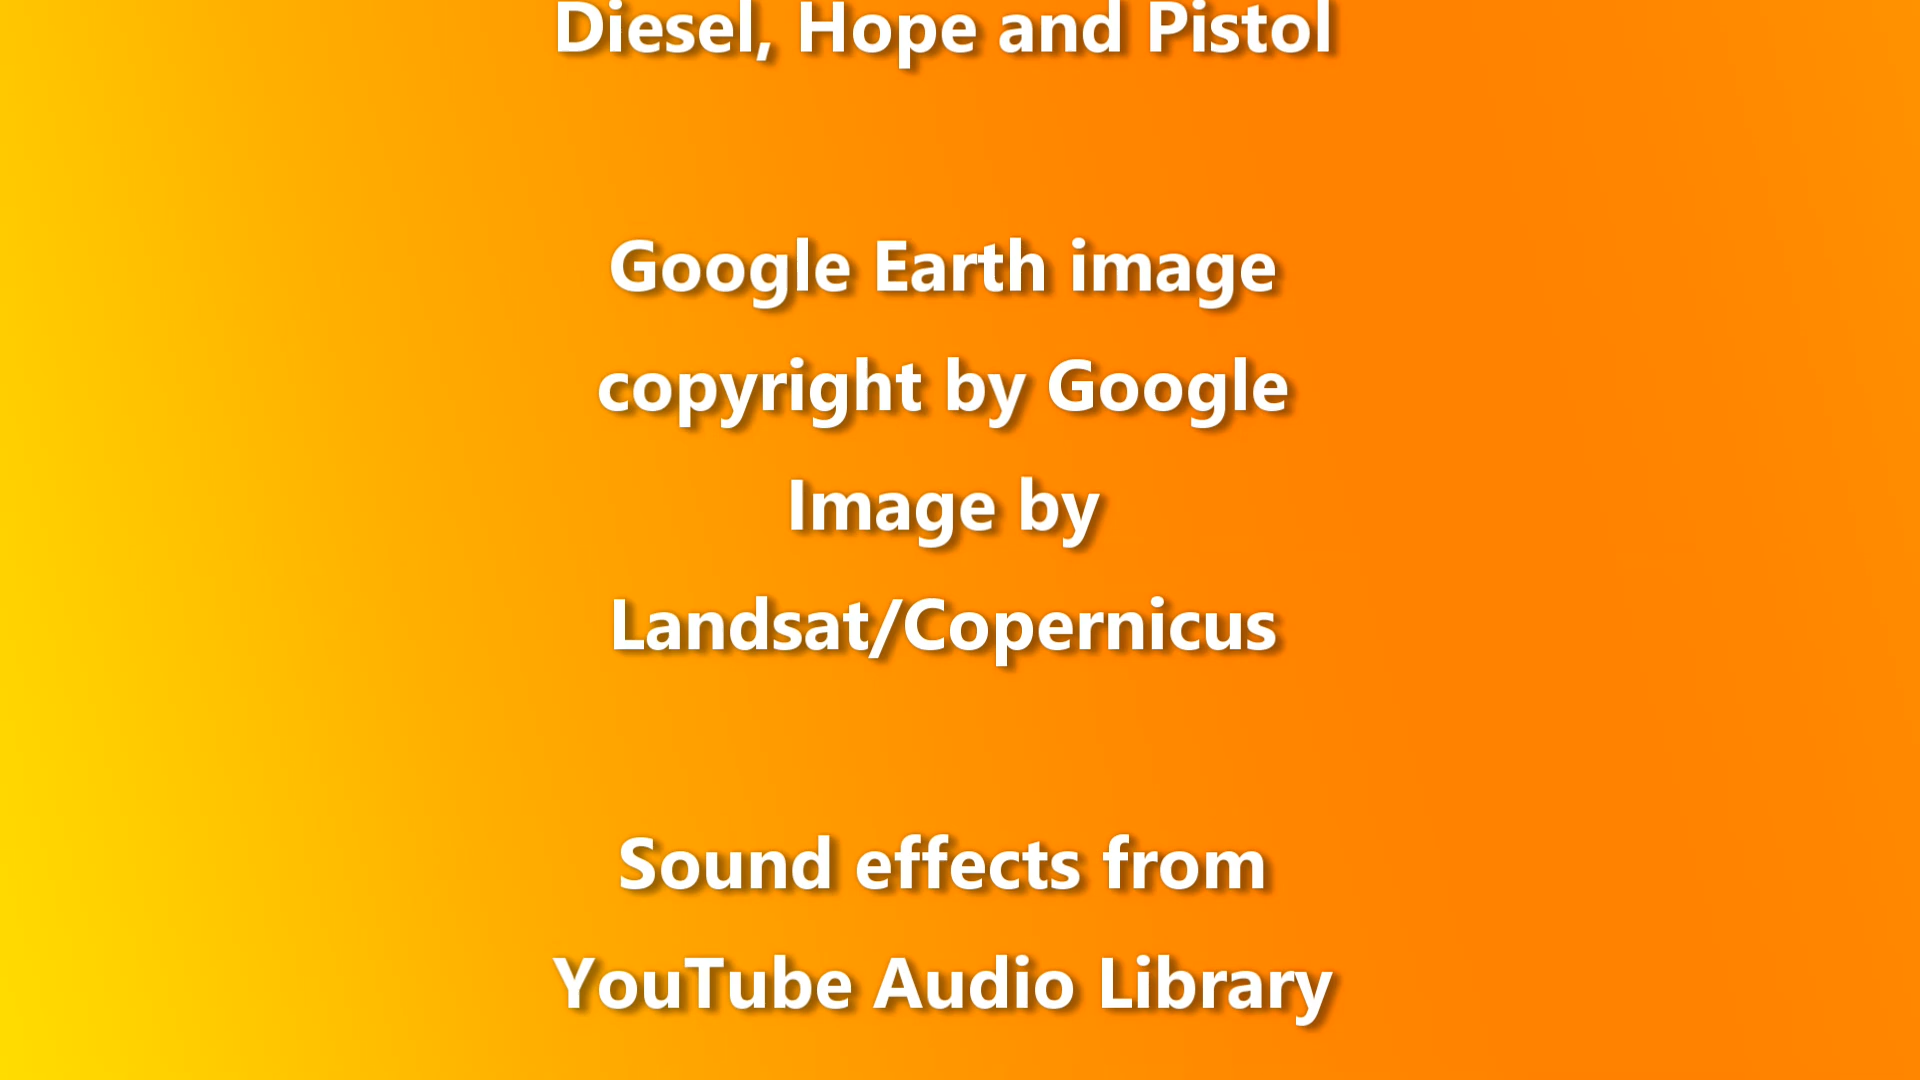 Diesel, Hope and Pistol
Google Earth image
copyright by Google
Image by
Landsat/Copernicus
Sound effects from
YouTube Audio Library